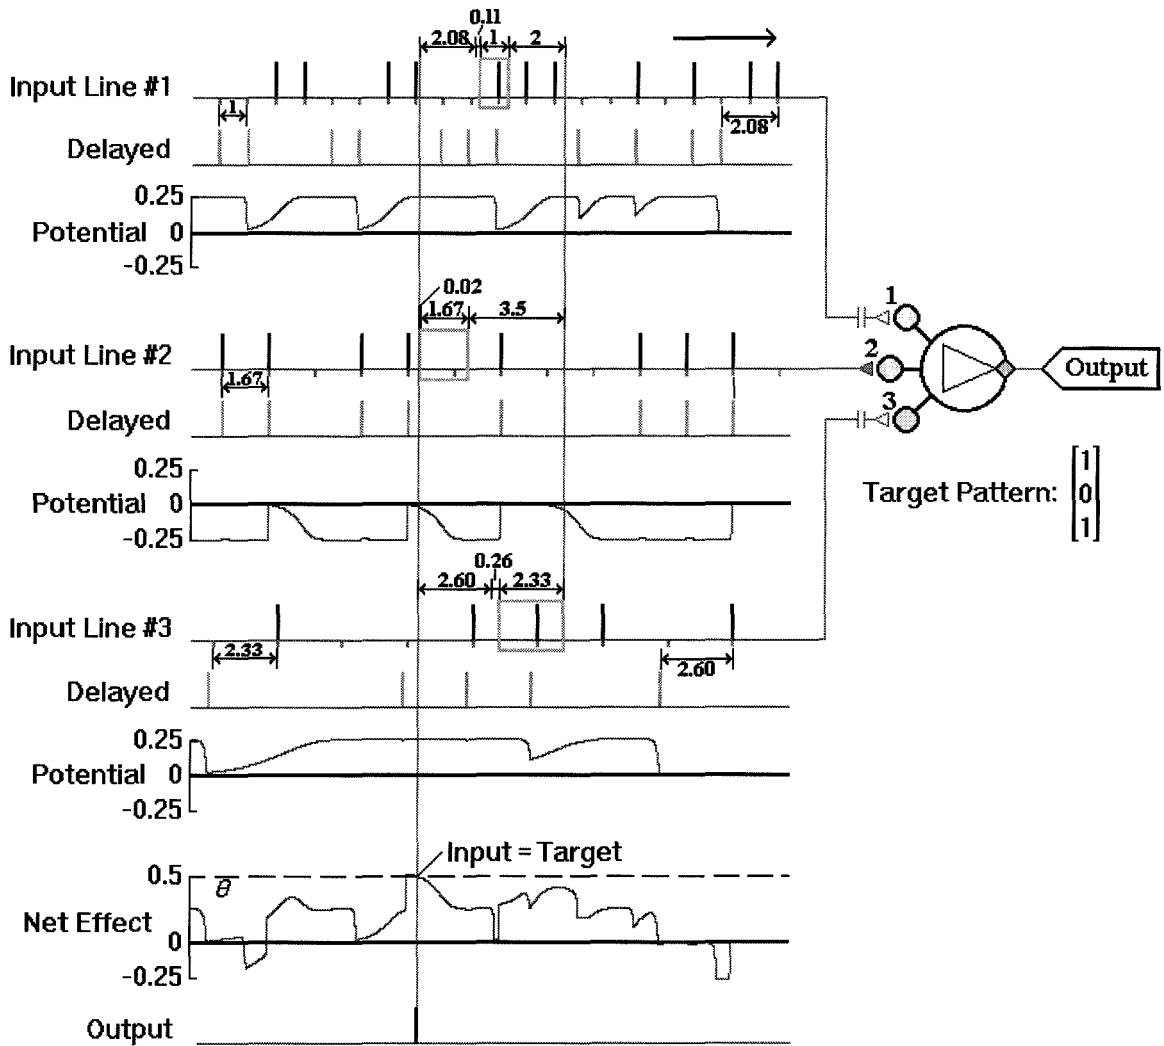 0.11
2.08 1 2
Input Line #1
1
2.08
Delayed
0.25
Potential 0
-0.25
0.02
1.67 3.5
Input Line #2
1.67
Delayed
0.25
Potential 0
-0.25
0.26
2.60 2.33
Input Line #3
2.33
2.60
Delayed
0.25
Potential 0
-0.25
Input = Target
0.5
θ
Net Effect 0
-0.25
Output
1
2
3
Output
Target Pattern: 1
0
1